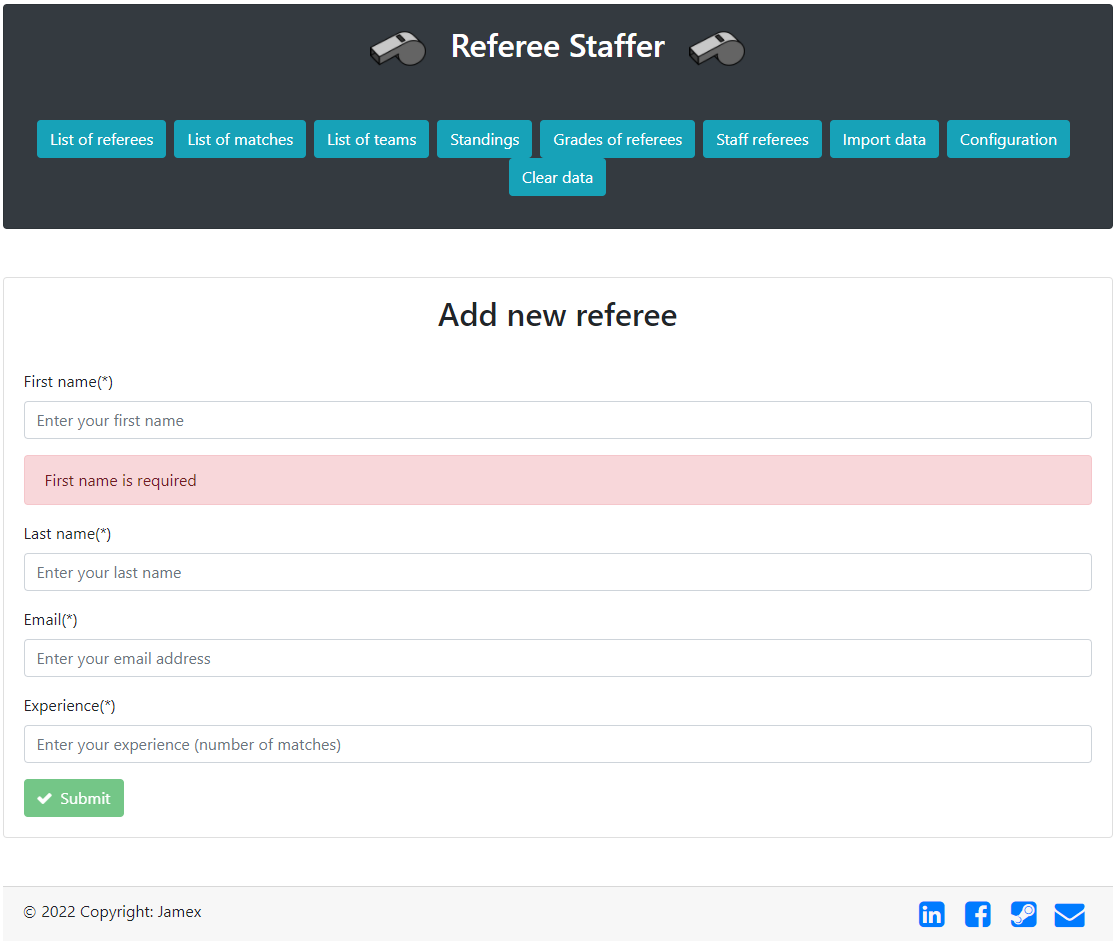 Referee Staffer
List of referees List of matches List of teams Standings Grades of referees Staff referees Import data Configuration
Clear data
Add new referee
First name(*)
Enter your first name
First name is required
Last name(*)
Enter your last name
Email(*)
Enter your email address
Experience(*)
Enter your experience (number of matches)
Submit
© 2022 Copyright: Jamex